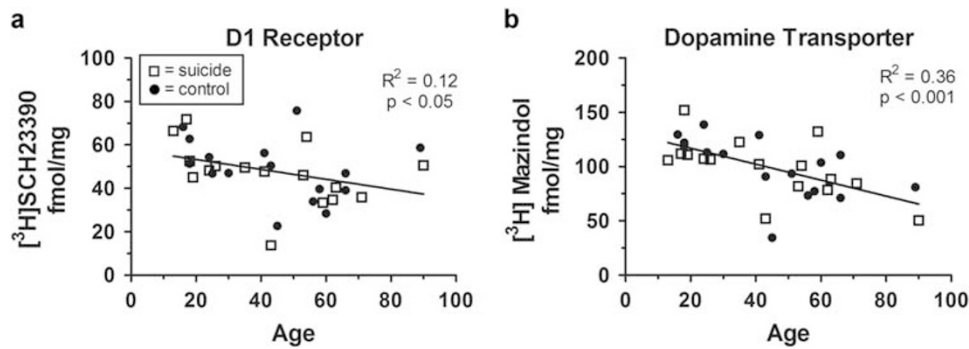 a
D1 Receptor
□ = suicide
● = control
R² = 0.12
p < 0.05
[³H]SCH23390
fmol/mg
100
80
60
40
20
0
0 20 40 60 80 100
Age
b
Dopamine Transporter
R² = 0.36
p < 0.001
[³H] Mazindol
fmol/mg
200
150
100
50
0
0 20 40 60 80 100
Age